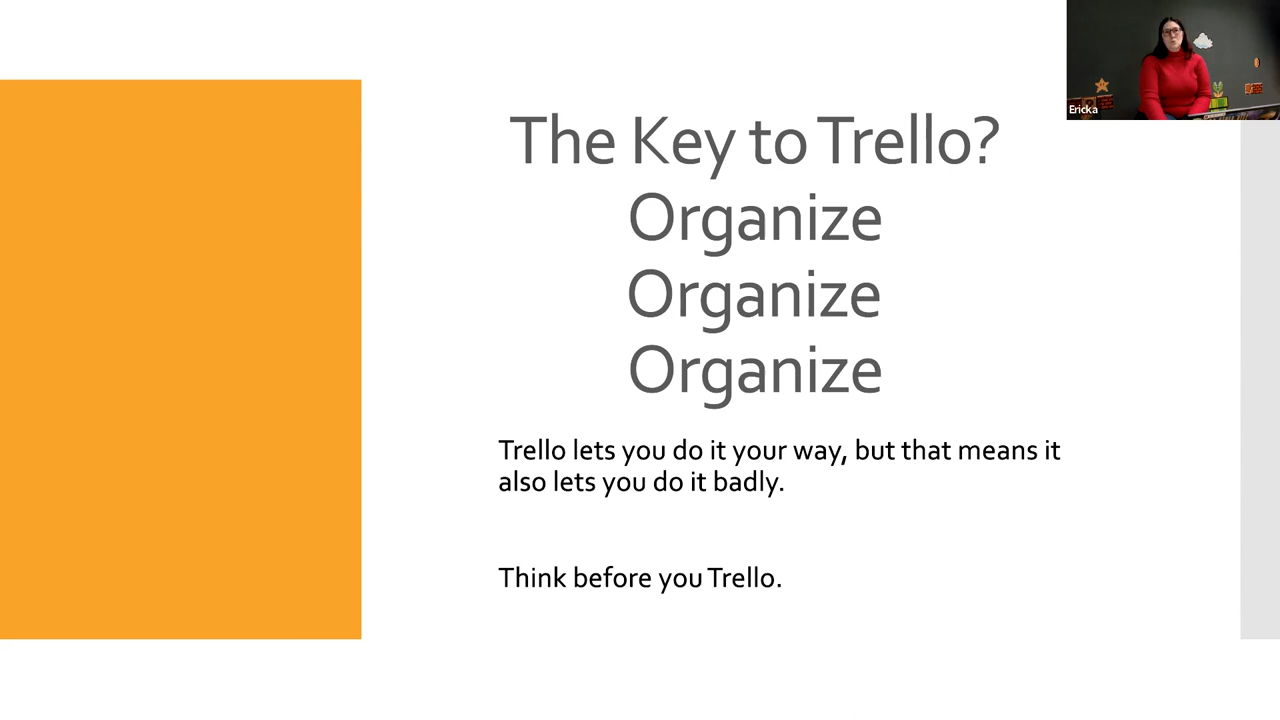 The Key to Trello?
Organize
Organize
Organize
Trello lets you do it your way, but that means it
also lets you do it badly.
Think before you Trello.
Ericka